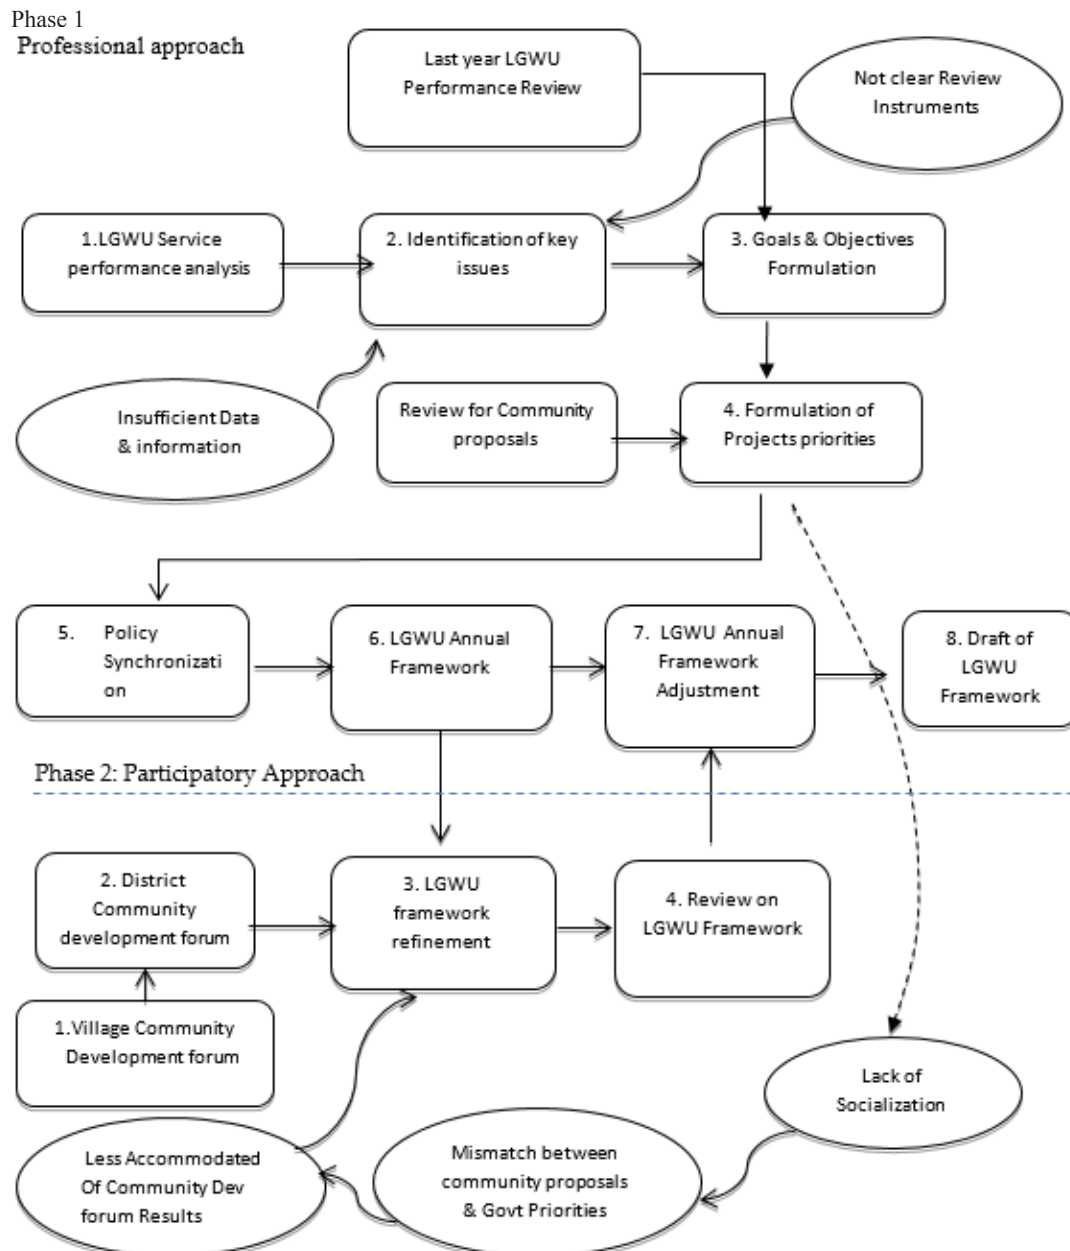 Phase 1
Professional approach
Last year LGWU
Performance Review
Not clear Review
Instruments
1.LGWU Service
performance analysis
2. Identification of key
issues
3. Goals & Objectives
Formulation
Insufficient Data
& information
Review for Community
proposals
4. Formulation of
Projects priorities
5. Policy
Synchronizati
on
6. LGWU Annual
Framework
7. LGWU Annual
Framework
Adjustment
8. Draft of
LGWU
Framework
Phase 2: Participatory Approach
2. District
Community
development forum
3. LGWU
framework
refinement
4. Review on
LGWU Framework
1.Village Community
Development forum
Lack of
Socialization
Mismatch between
community proposals
& Govt Priorities
Less Accommodated
Of Community Dev
forum Results